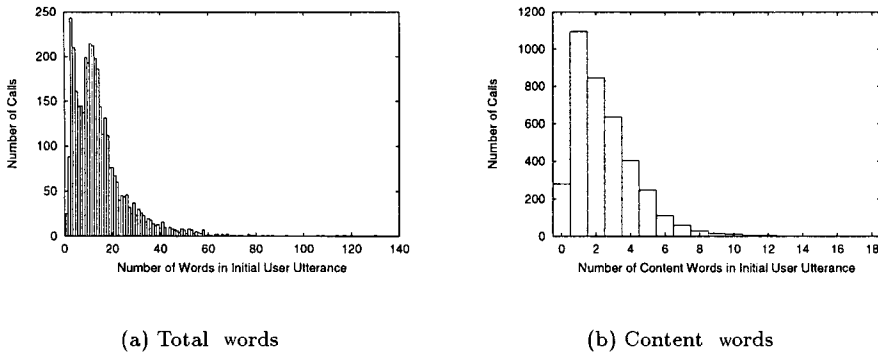 250
200
150
100
50
0
Number of Calls
0 20 40 60 80 100 120 140
Number of Words in Initial User Utterance
(a) Total words
1200
1000
800
600
400
200
0
Number of Calls
0 2 4 6 8 10 12 14 16 18
Number of Content Words in Initial User Utterance
(b) Content words